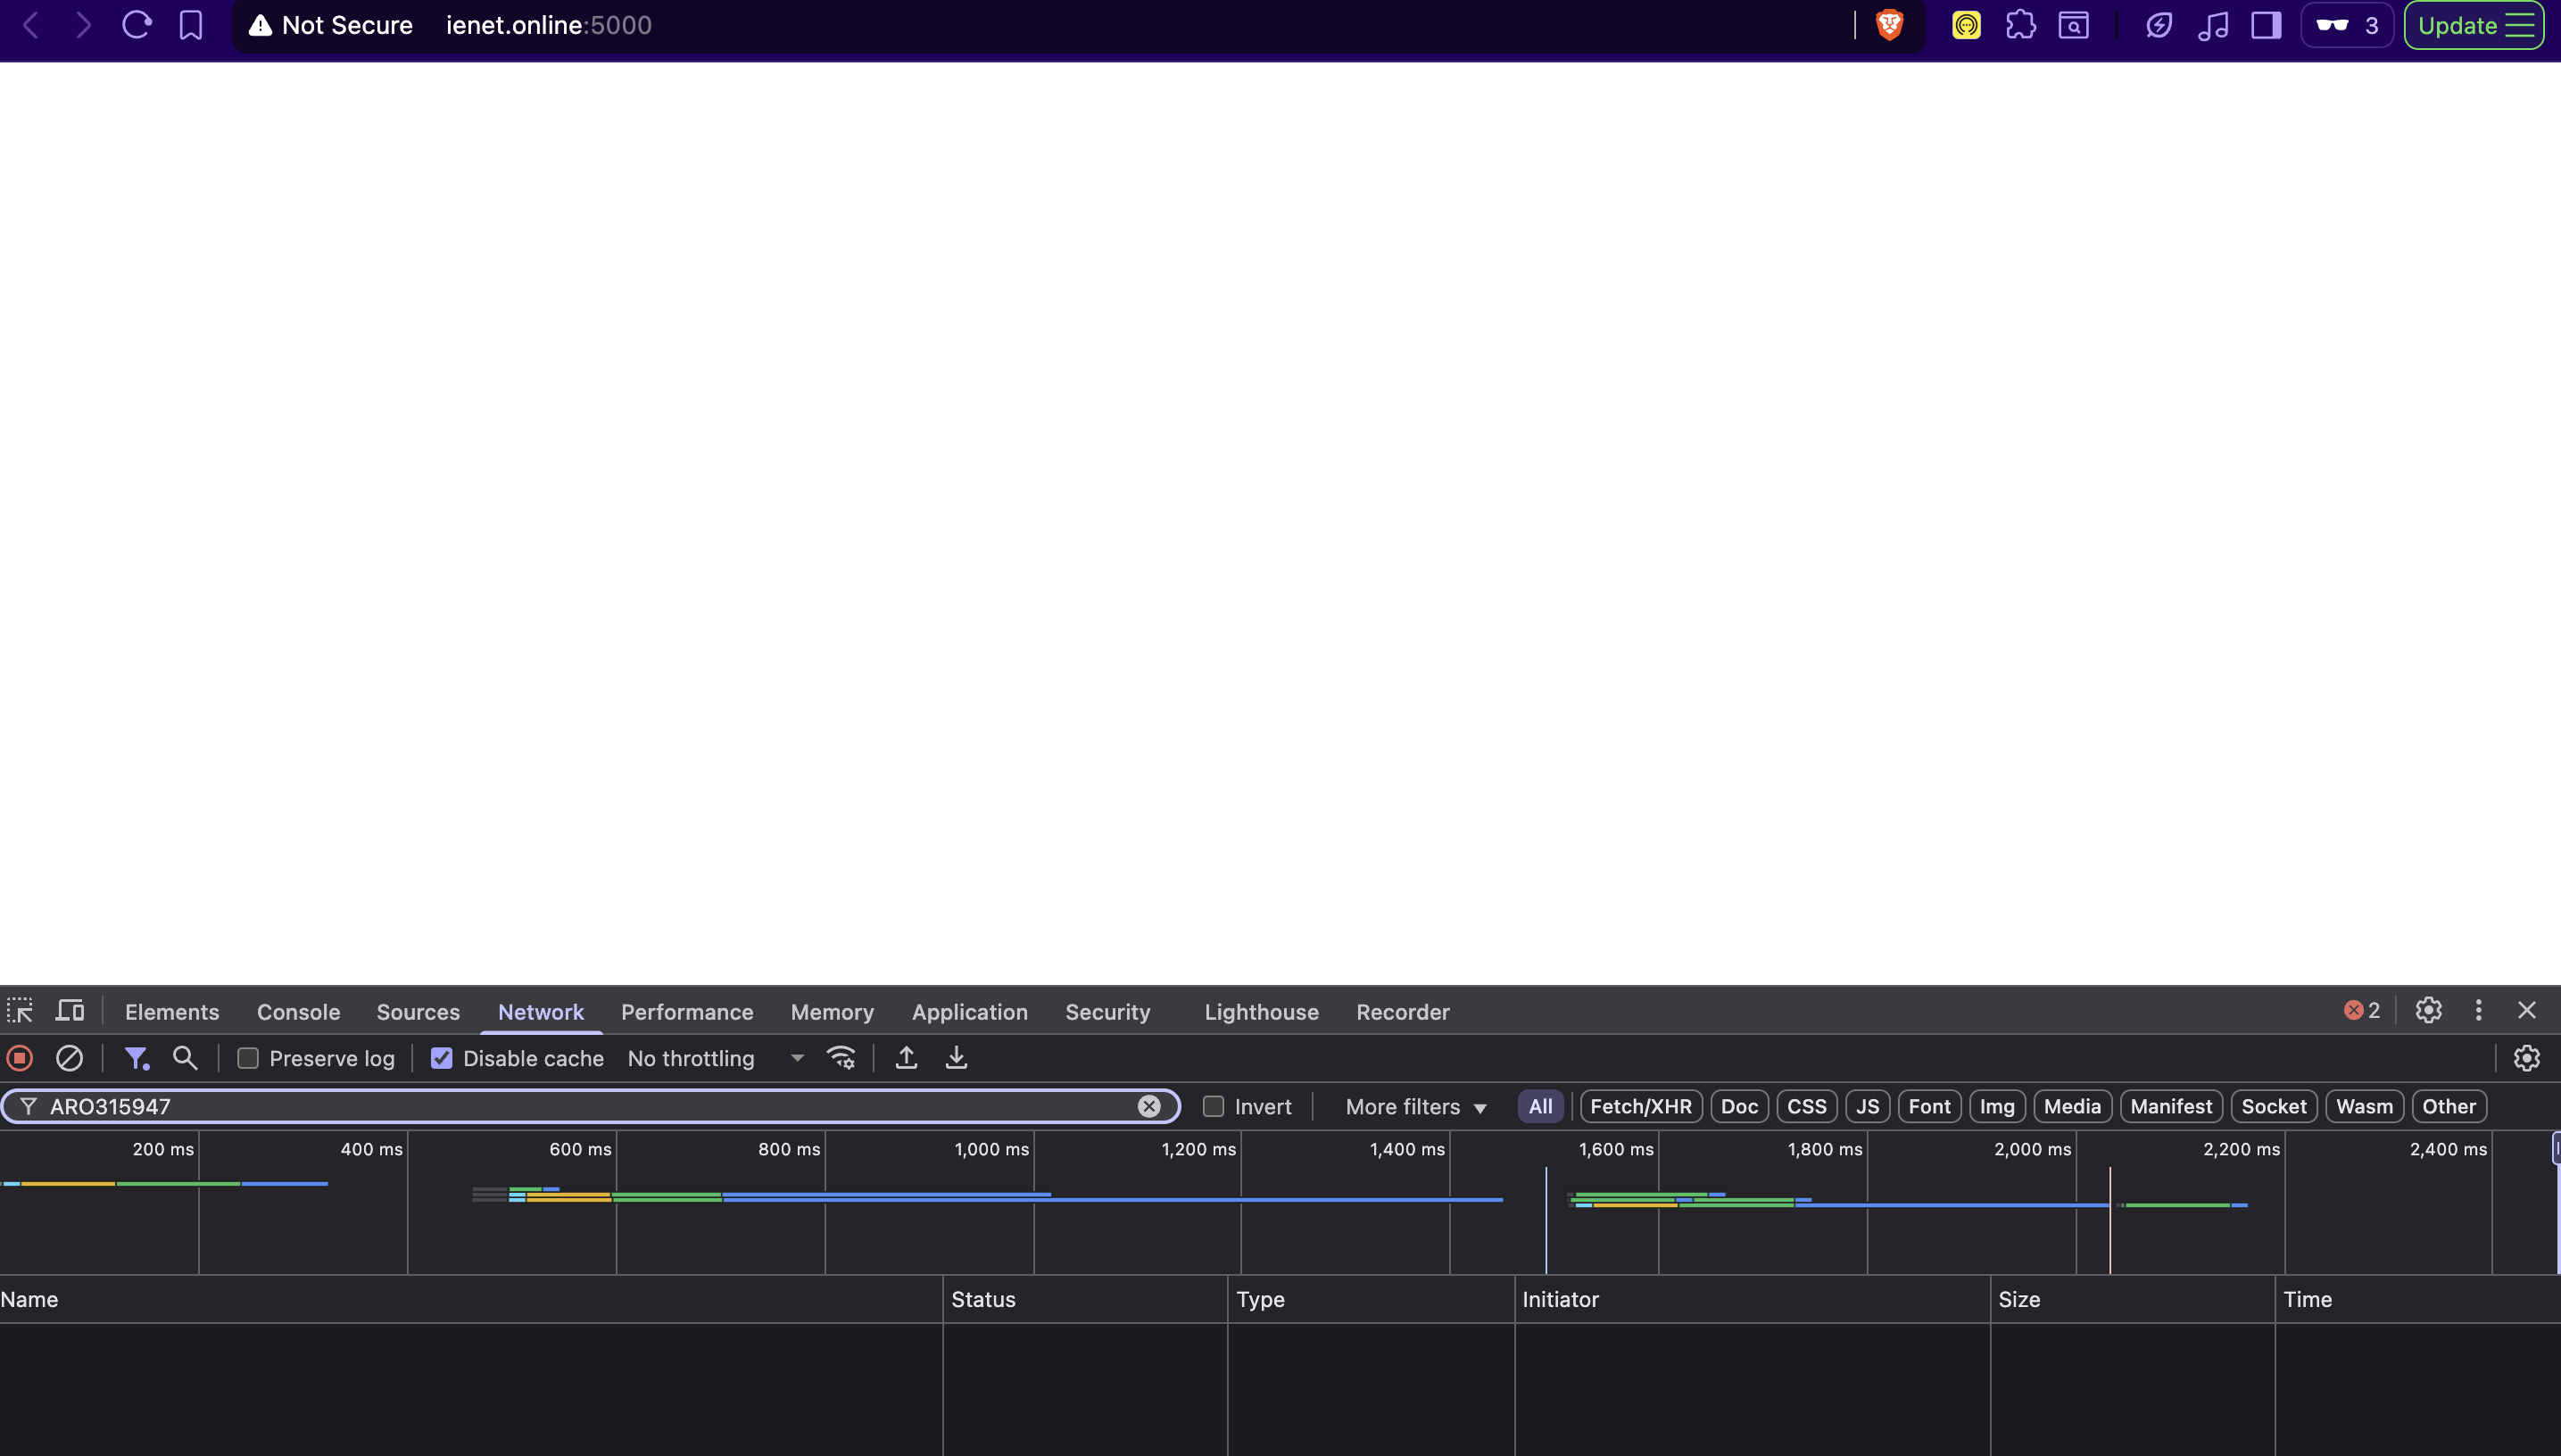 Not Secure ienet.online:5000 3 Update
Elements Console Sources Network Performance Memory Application Security Lighthouse Recorder 2
Preserve log Disable cache No throttling
ARO315947 Invert More filters All Fetch/XHR Doc CSS JS Font Img Media Manifest Socket Wasm Other
200 ms 400 ms 600 ms 800 ms 1,000 ms 1,200 ms 1,400 ms 1,600 ms 1,800 ms 2,000 ms 2,200 ms 2,400 ms
Name Status Type Initiator Size Time